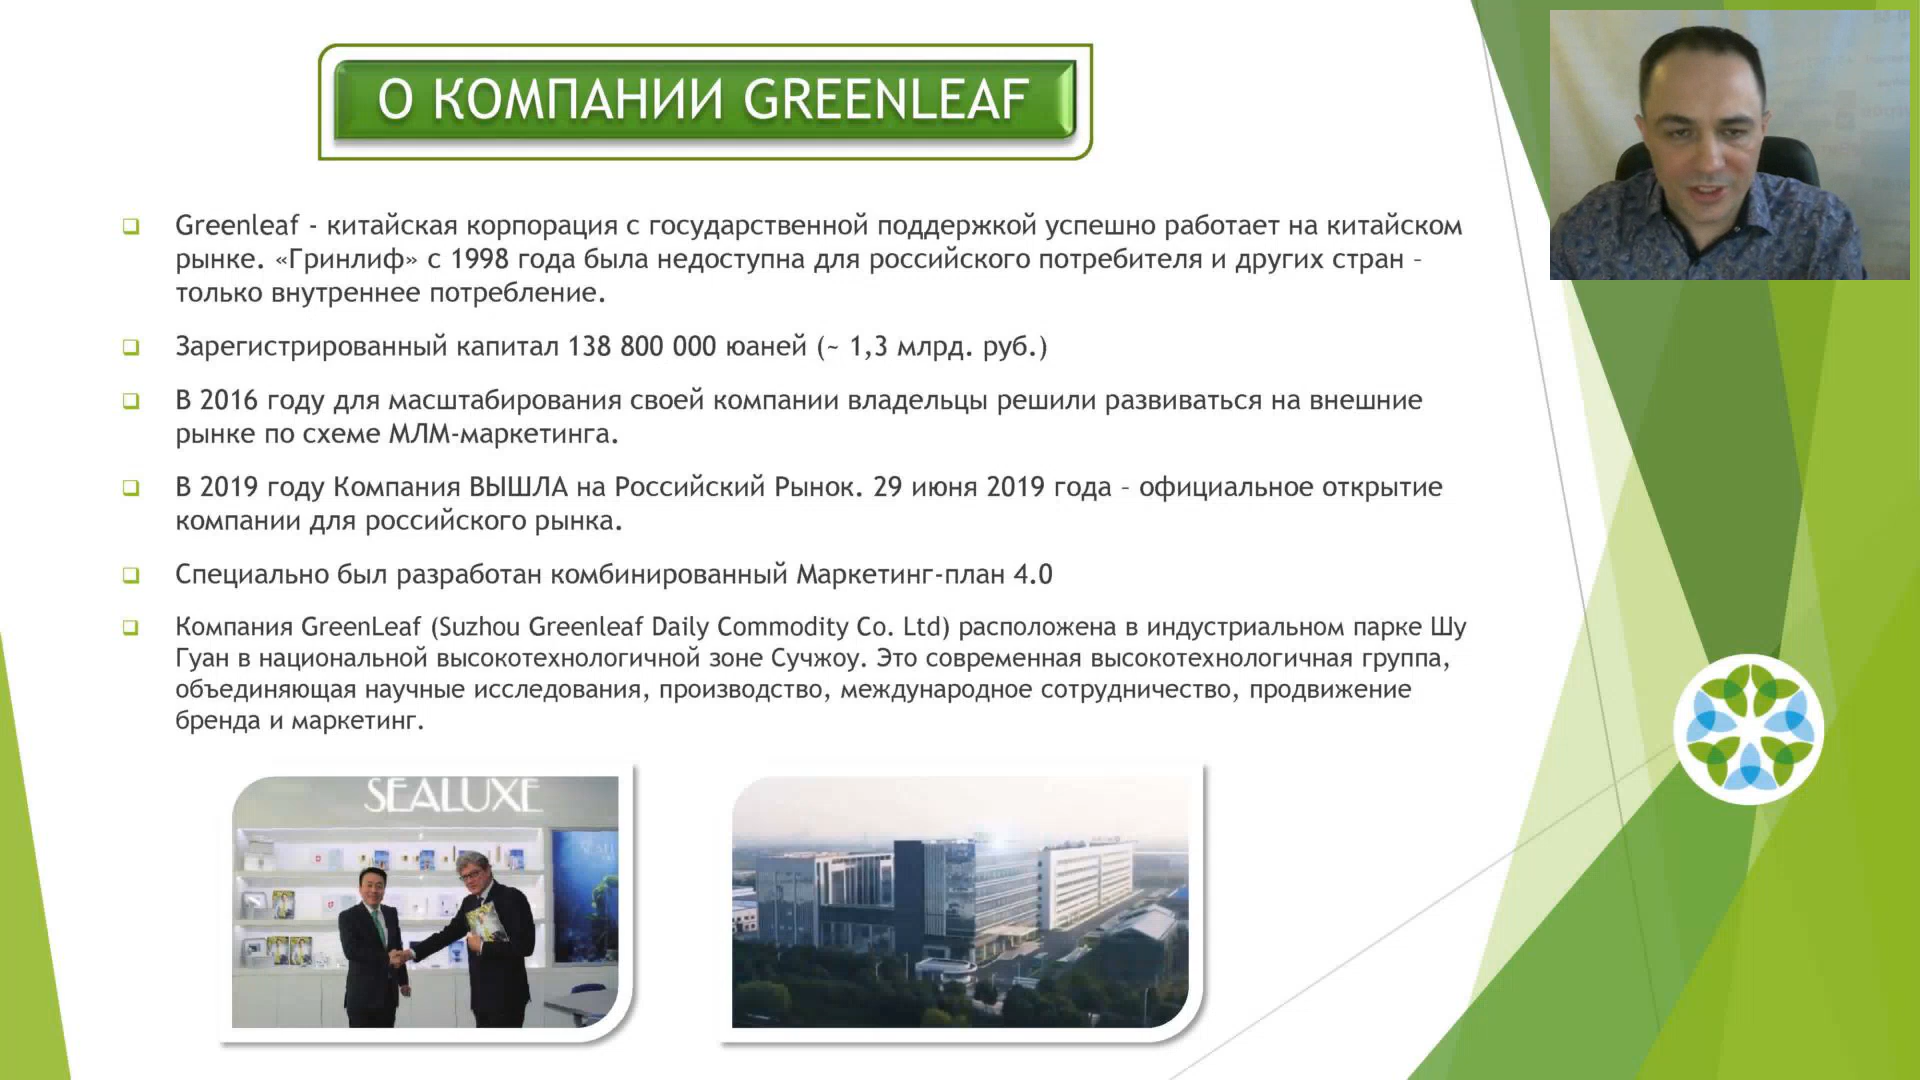 О КОМПАНИИ GREENLEAF
Greenleaf - китайская корпорация с государственной поддержкой успешно работает на китайском
рынке. «Гринлиф» с 1998 года была недоступна для российского потребителя и других стран –
только внутреннее потребление.
Зарегистрированный капитал 138 800 000 юаней (~ 1,3 млрд. руб.)
В 2016 году для масштабирования своей компании владельцы решили развиваться на внешние
рынке по схеме МЛМ-маркетинга.
В 2019 году Компания ВЫШЛА на Российский Рынок. 29 июня 2019 года – официальное открытие
компании для российского рынка.
Специально был разработан комбинированный Маркетинг-план 4.0
Компания GreenLeaf (Suzhou Greenleaf Daily Commodity Co. Ltd) расположена в индустриальном парке Шу
Гуан в национальной высокотехнологичной зоне Сучжоу. Это современная высокотехнологичная группа,
объединяющая научные исследования, производство, международное сотрудничество, продвижение
бренда и маркетинг.
SEALUXE